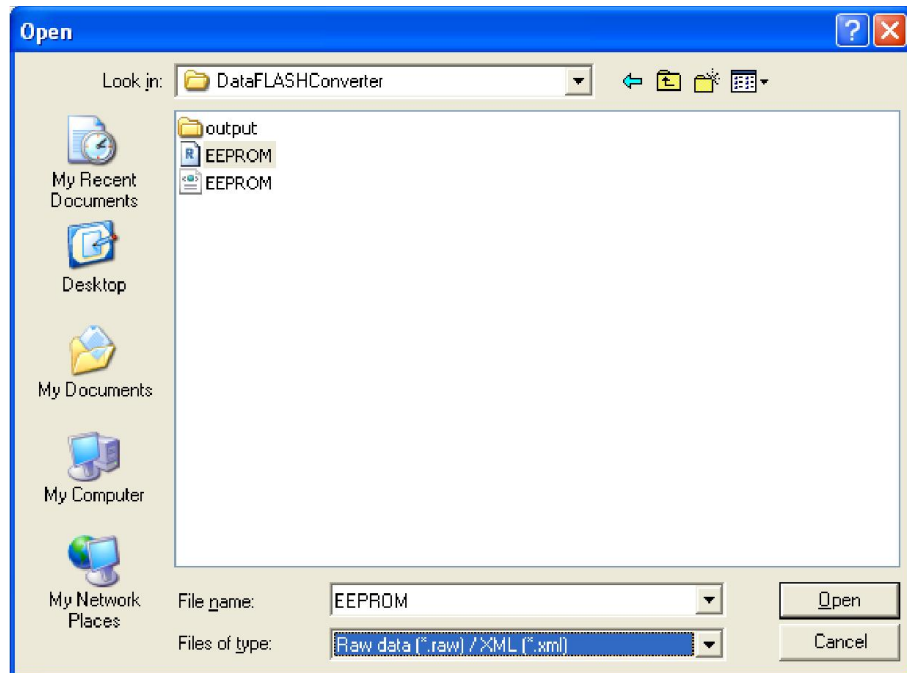 Open
Look in:
DataFLASHConverter
output
EEPROM
EEPROM
My Recent
Documents
Desktop
My Documents
My Computer
My Network
Places
File name:
EEPROM
Open
Files of type:
Raw data (*.raw) / XML (*.xml)
Cancel